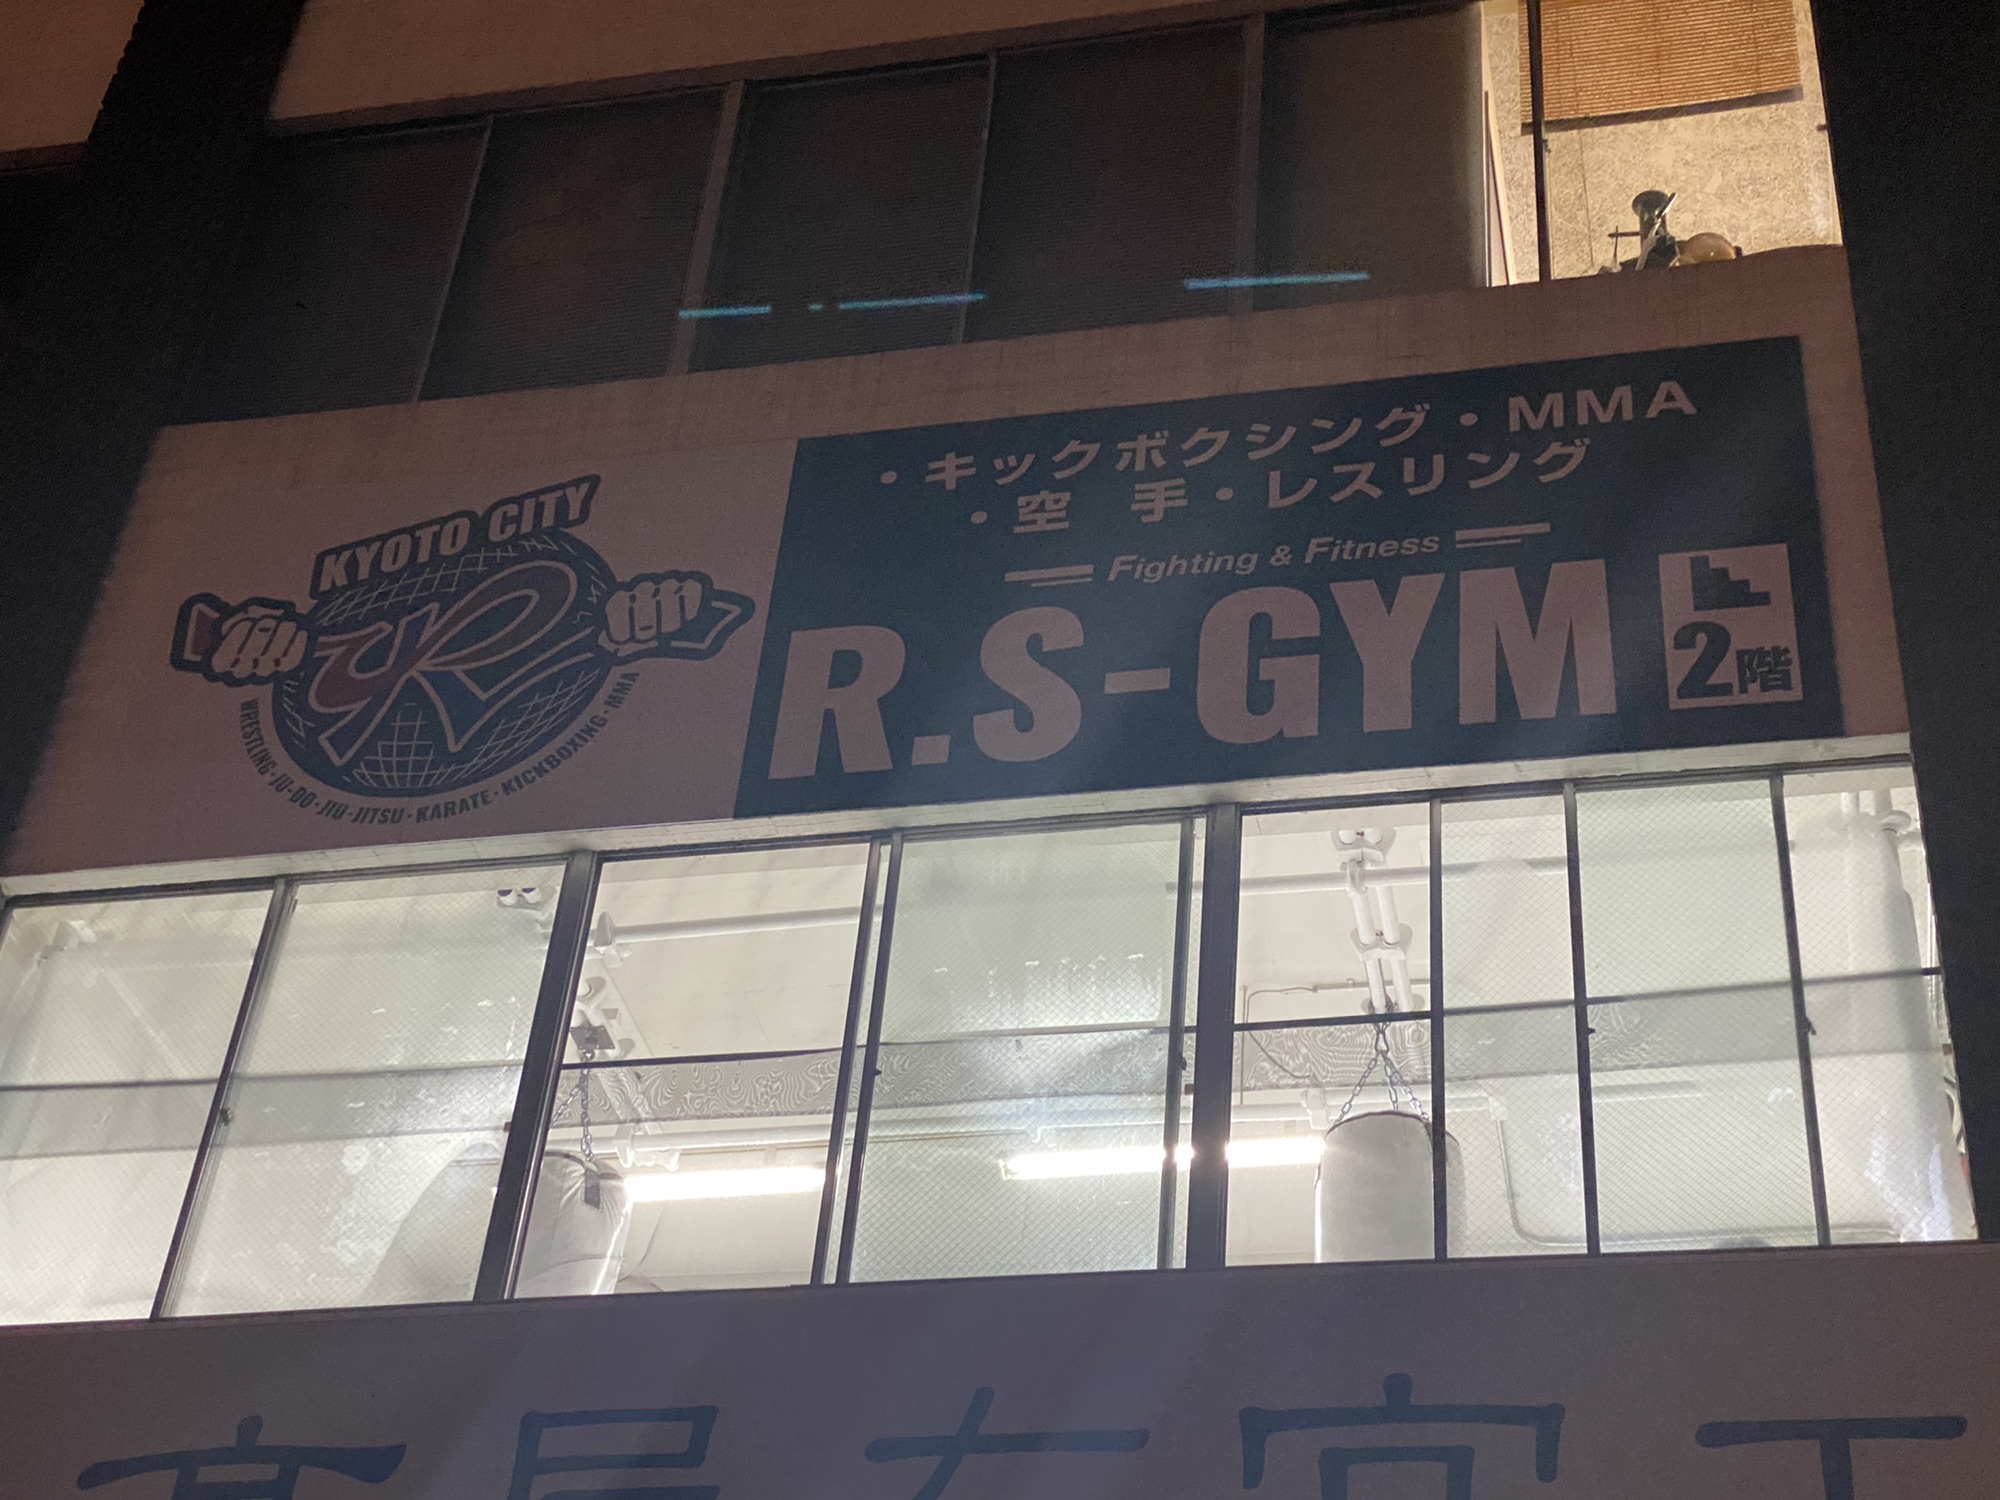 KYOTO CITY
WRESTLING・JU-DO・JIU-JITSU・KARATE・KICKBOXING・MMA
・キックボクシング・MMA
・空 手・レスリング
Fighting & Fitness
R.S-GYM
2階